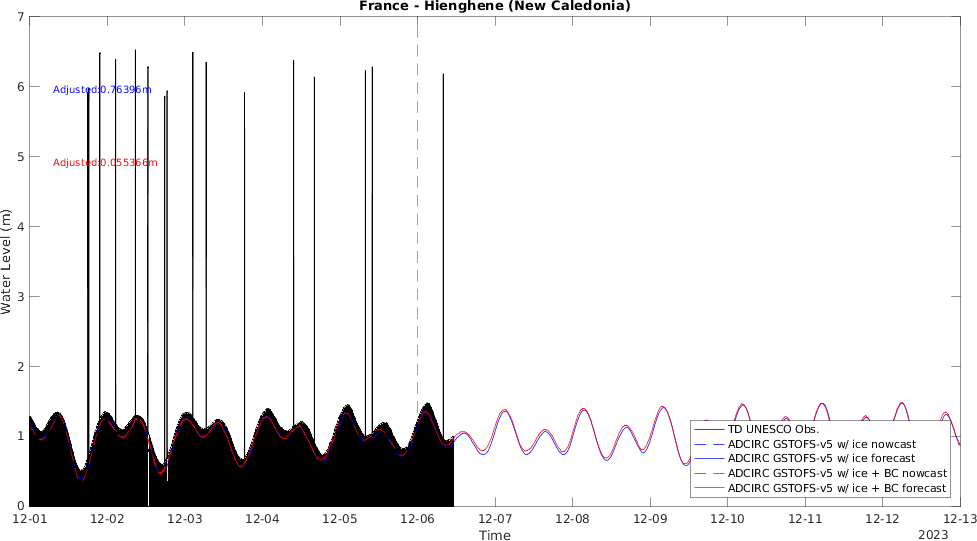 France - Hienghene (New Caledonia)
7
6
5
4
3
2
1
0
Water Level (m)
Adjusted:0.76396m
Adjusted:0.055366m
TD UNESCO Obs.
ADCIRC GSTOFS-v5 w/ ice nowcast
ADCIRC GSTOFS-v5 w/ ice forecast
ADCIRC GSTOFS-v5 w/ ice + BC nowcast
ADCIRC GSTOFS-v5 w/ ice + BC forecast
12-01 12-02 12-03 12-04 12-05 12-06 12-07 12-08 12-09 12-10 12-11 12-12 12-13
Time
2023